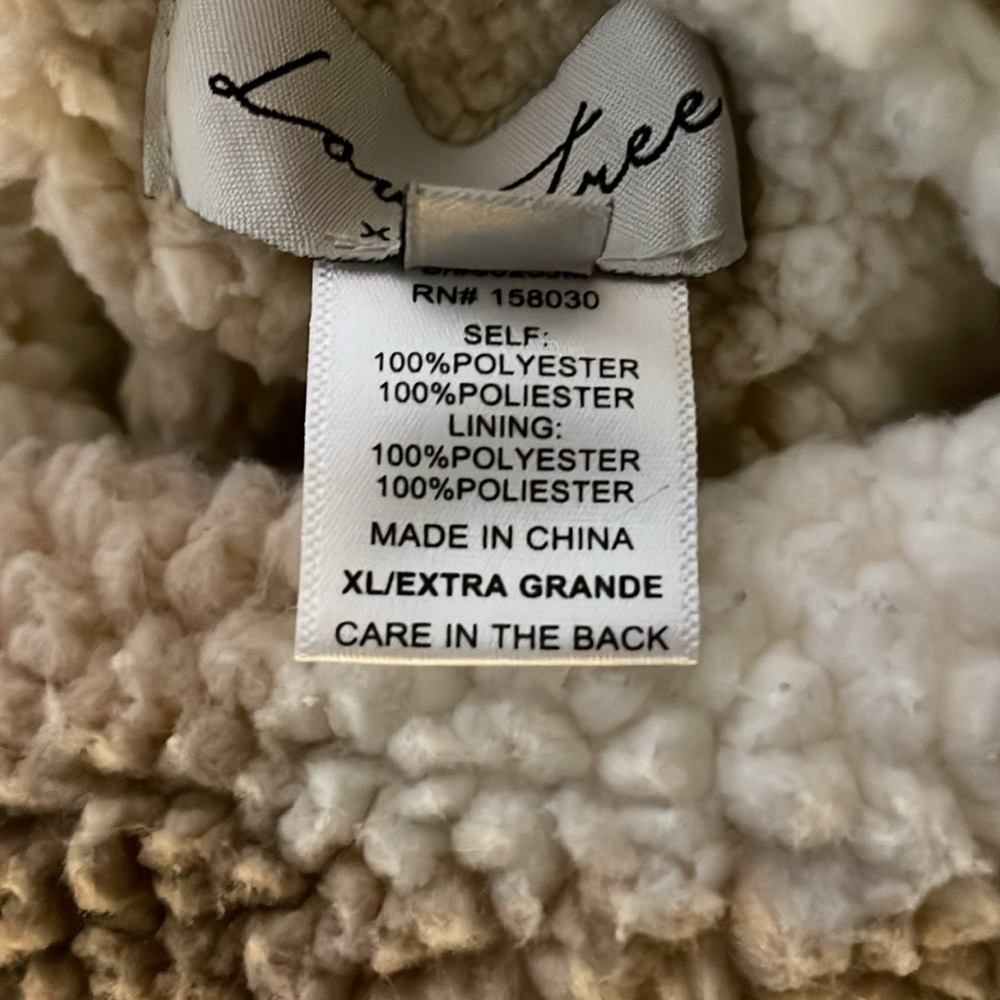 tree
RN# 158030
SELF:
100%POLYESTER
100%POLIESTER
LINING:
100%POLYESTER
100%POLIESTER
MADE IN CHINA
XL/EXTRA GRANDE
CARE IN THE BACK